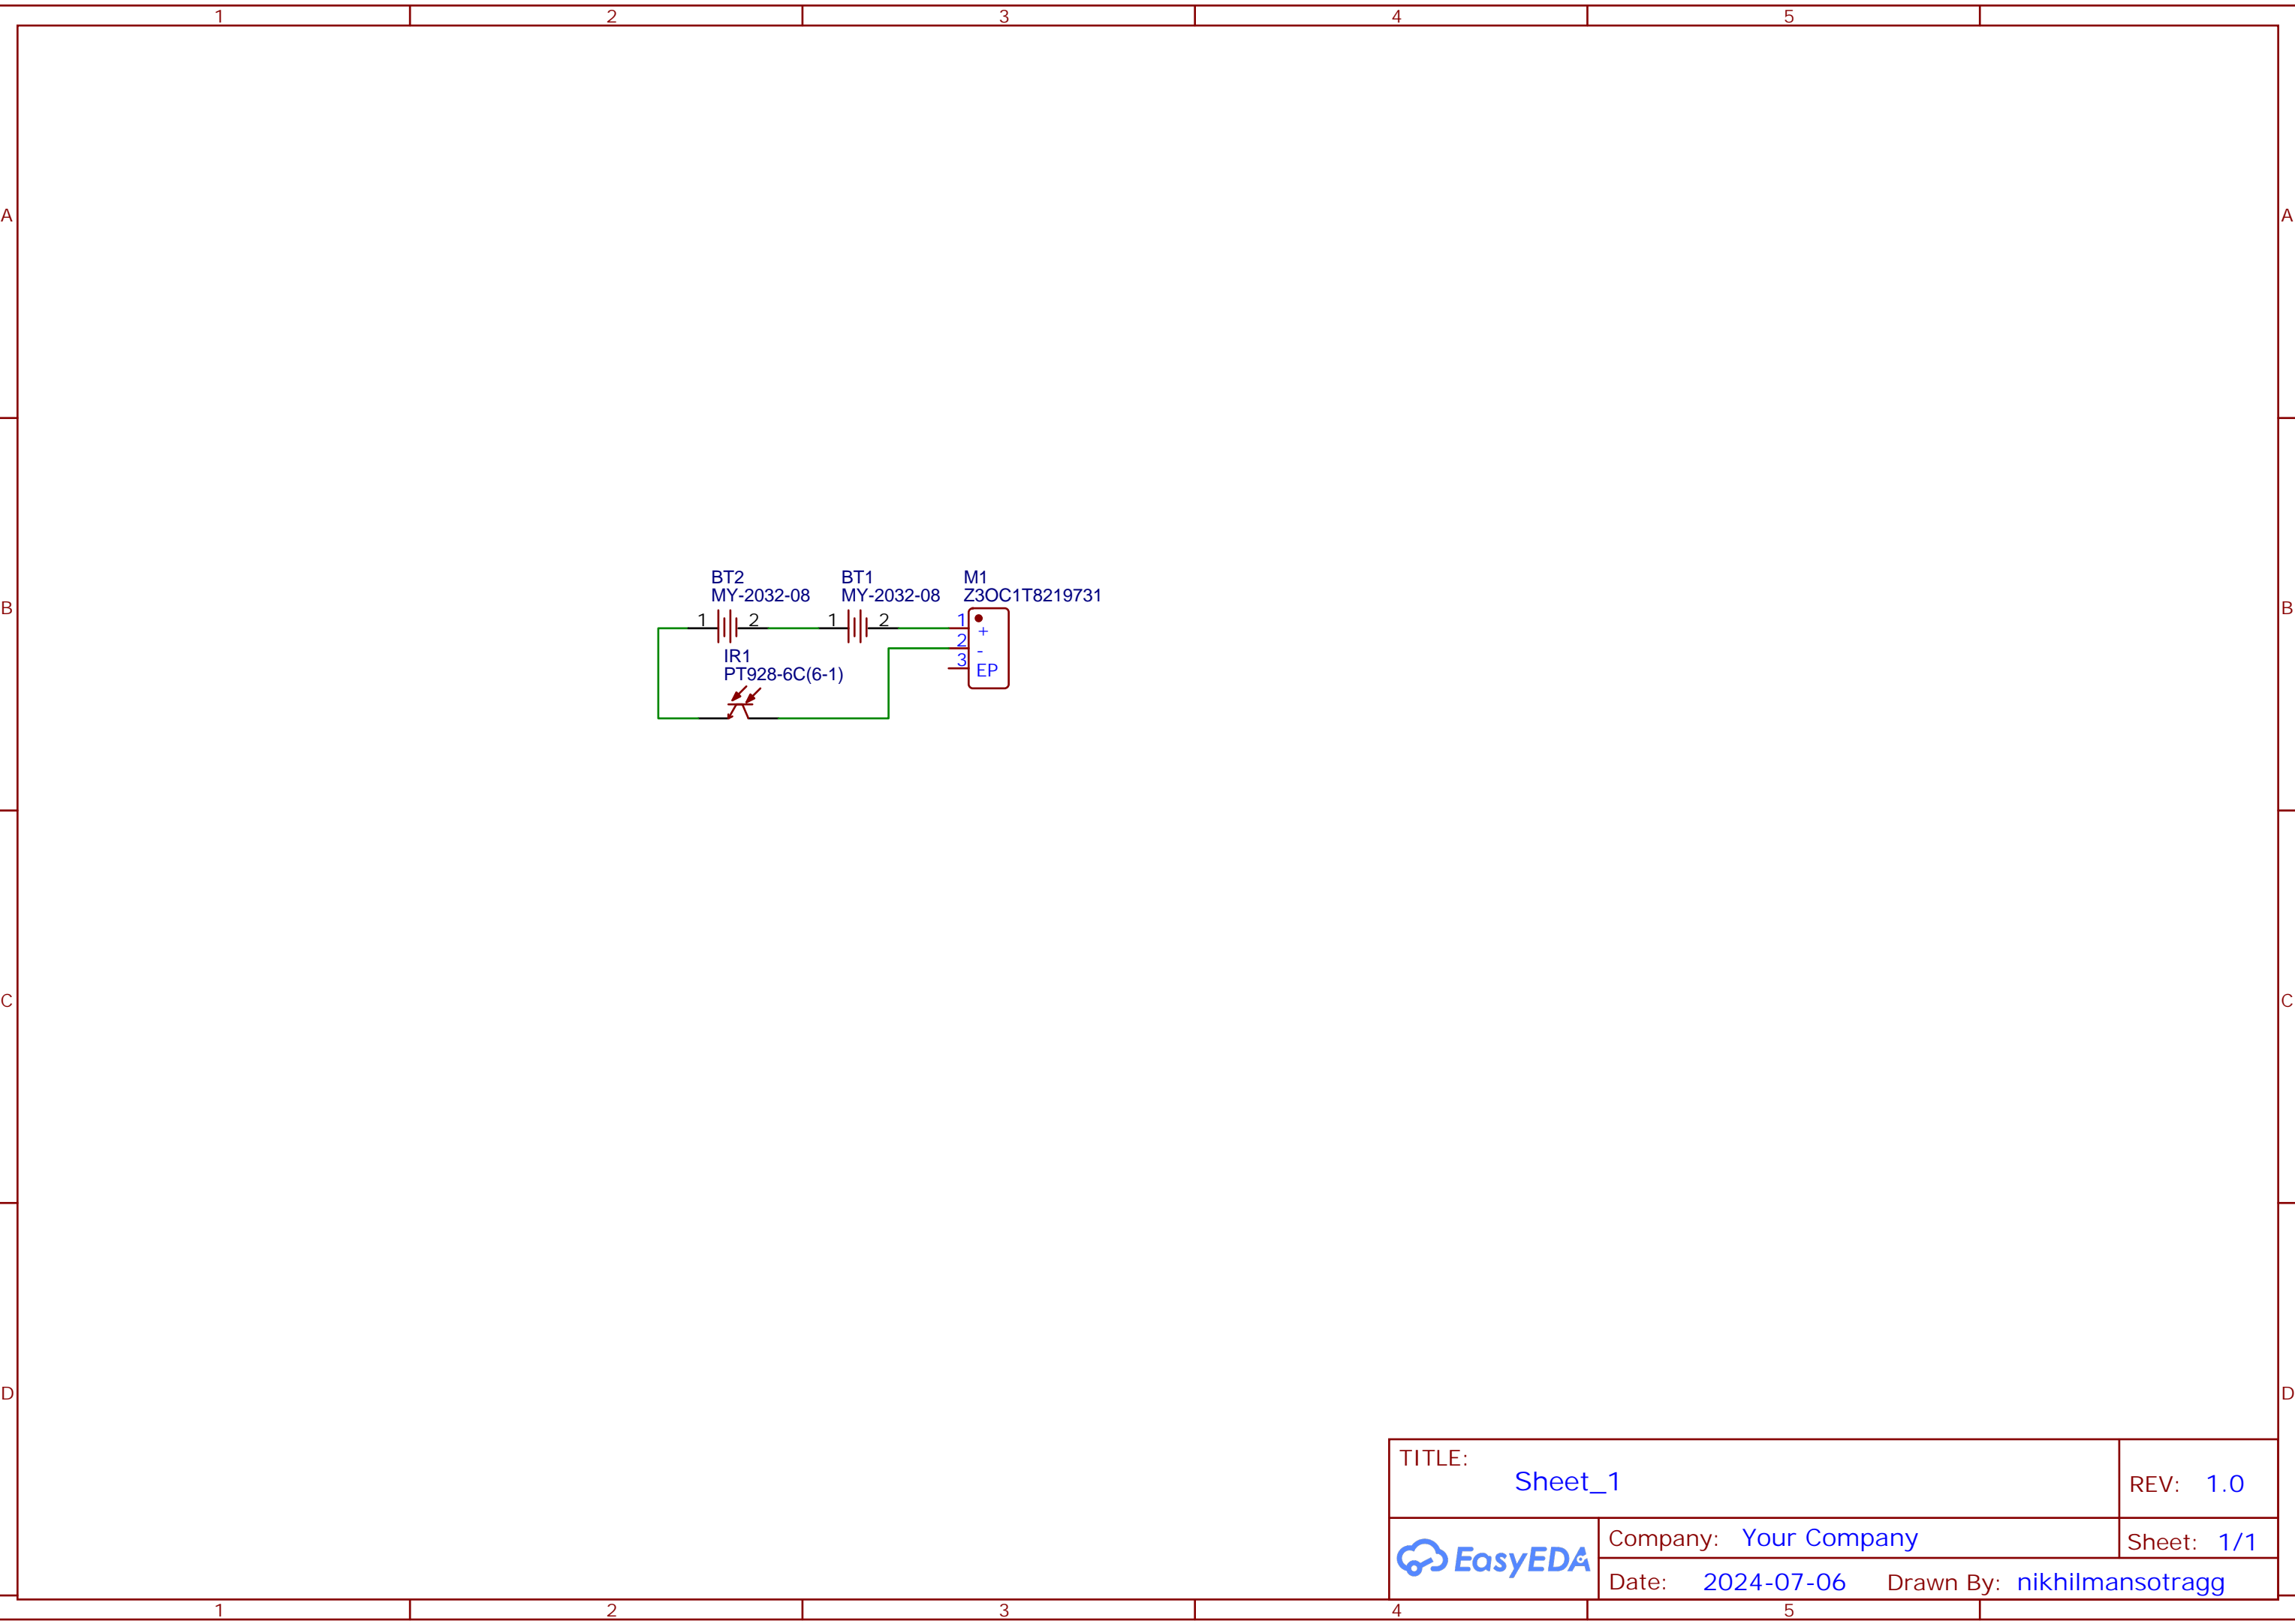 1 2 3 4 5
A A
BT2 BT1 M1
MY-2032-08 MY-2032-08 Z3OC1T8219731
B B
1 2 1 2 1
+
2
-
IR1 3
PT928-6C(6-1) EP
C C
D D
TITLE:
Sheet_1
REV: 1.0
EasyEDA
Company: Your Company
Sheet: 1/1
Date: 2024-07-06 Drawn By: nikhilmansotragg
1 2 3 4 5